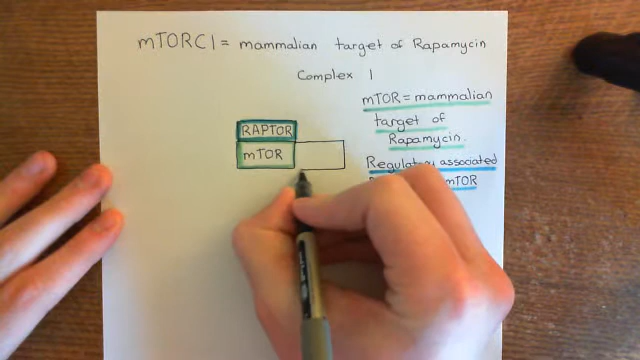 mTORC1 = mammalian target of Rapamycin
Complex 1
mTOR = mammalian
target of
Rapamycin.
RAPTOR
mTOR
Regulatory associated
mTOR